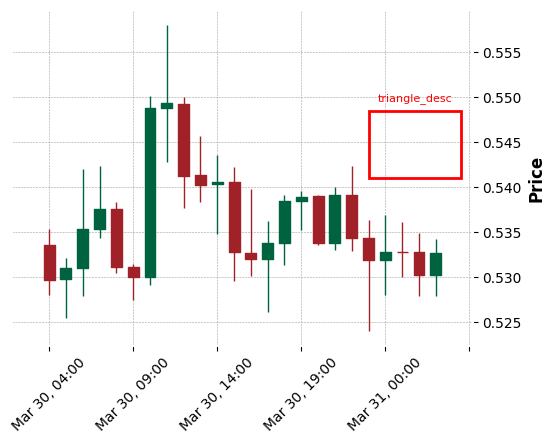 triangle_desc
0.555
0.550
0.545
0.540
0.535
0.530
0.525
Price
Mar 30, 04:00
Mar 30, 09:00
Mar 30, 14:00
Mar 30, 19:00
Mar 31, 00:00